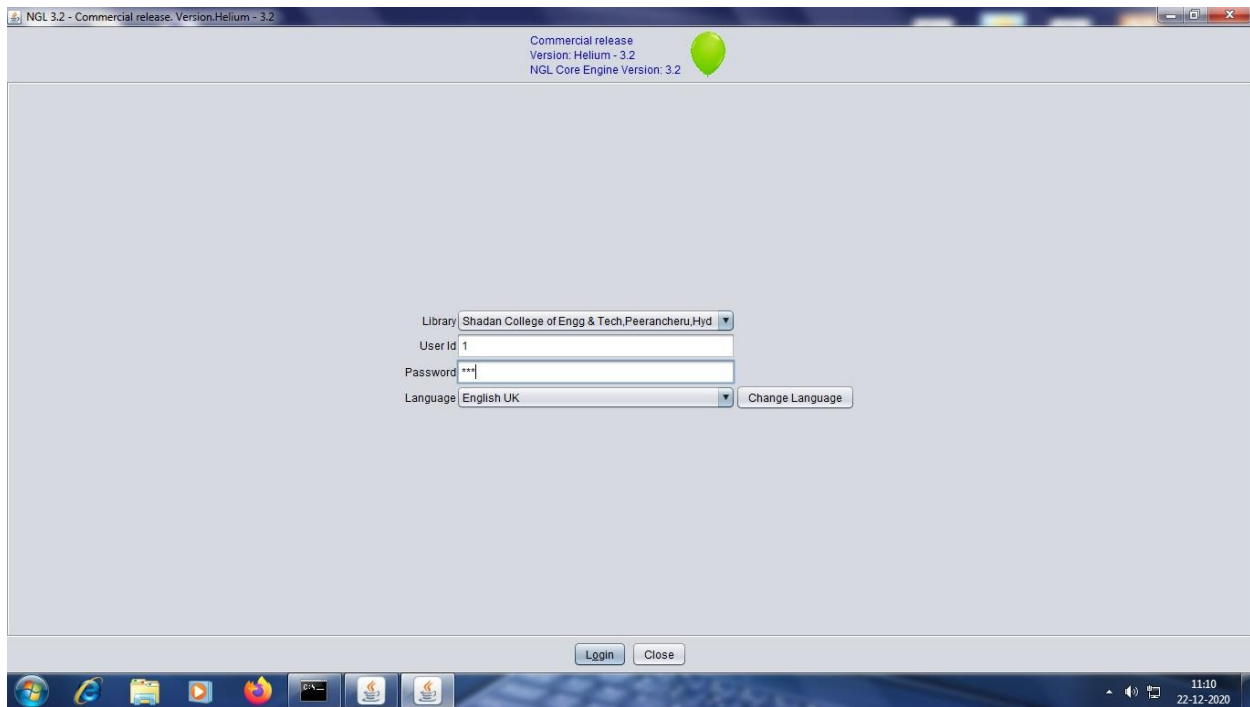 NGL 3.2 - Commercial release. Version.Helium - 3.2
Commercial release
Version: Helium - 3.2
NGL Core Engine Version: 3.2
Library Shadan College of Engg & Tech,Peerancheru,Hyd
User Id 1
Password ***
Language English UK Change Language
Login Close
C:\_
11:10
22-12-2020